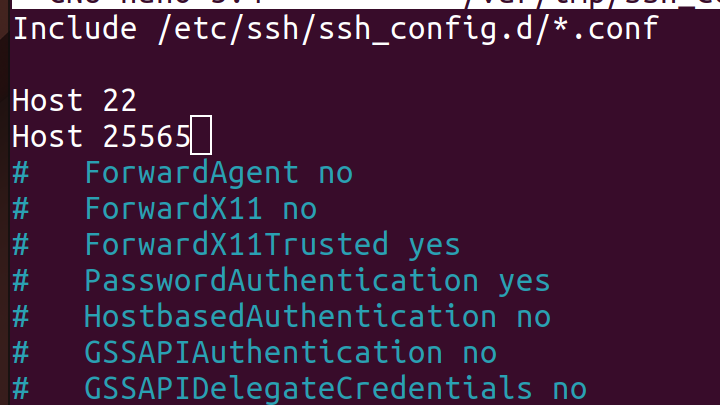 Include /etc/ssh/ssh_config.d/*.conf
Host 22
Host 25565
#   ForwardAgent no
#   ForwardX11 no
#   ForwardX11Trusted yes
#   PasswordAuthentication yes
#   HostbasedAuthentication no
#   GSSAPIAuthentication no
#   GSSAPIDelegateCredentials no